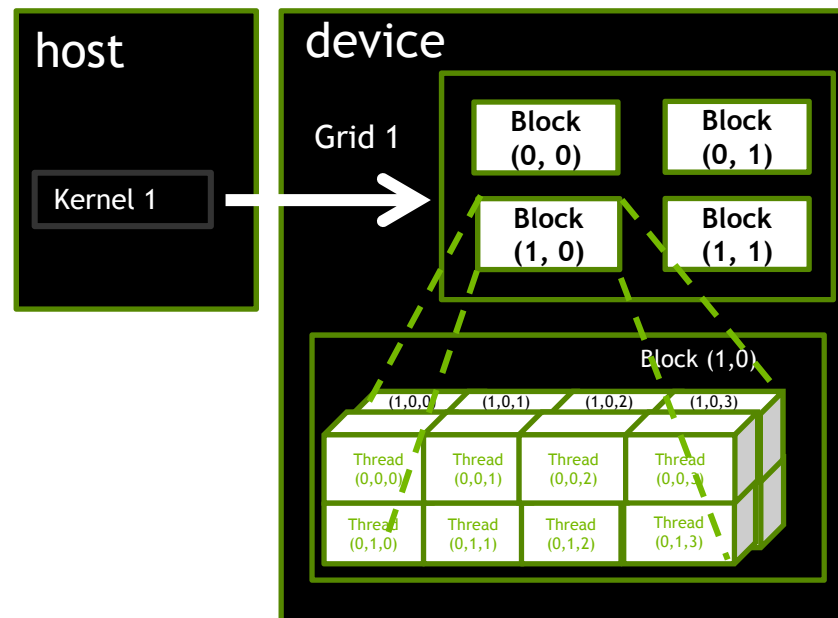 host
device
Grid 1
Kernel 1
Block
(0, 0)
Block
(0, 1)
Block
(1, 0)
Block
(1, 1)
Block (1,0)
(1,0,0)
(1,0,1)
(1,0,2)
(1,0,3)
Thread
(0,0,0)
Thread
(0,0,1)
Thread
(0,0,2)
Thread
(0,0,3)
Thread
(0,1,0)
Thread
(0,1,1)
Thread
(0,1,2)
Thread
(0,1,3)